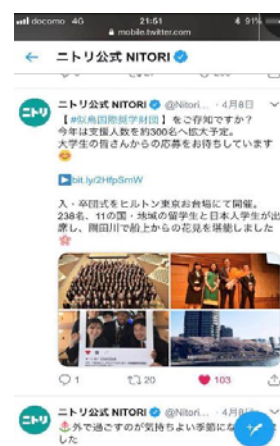 docomo 4G 21:51 91%
mobile.twitter.com
ニトリ公式 NITORI
ニトリ公式 NITORI @Nitori... ・4月8日
【 #似鳥国際奨学財団 】をご存知ですか？
今年は支援人数を約300名へ拡大予定。
大学生の皆さんからの応募をお待ちしています
😊
▶bit.ly/2HfpSmW
入・卒団式をヒルトン東京お台場にて開催。
238名、11の国・地域の留学生と日本人学生が出
席し、隅田川で船上からの花見を堪能しました
🌸
1 20 103
ニトリ公式 NITORI @Nitori... ・4月8日
外で過ごすのが気持ちよい季節にな
した